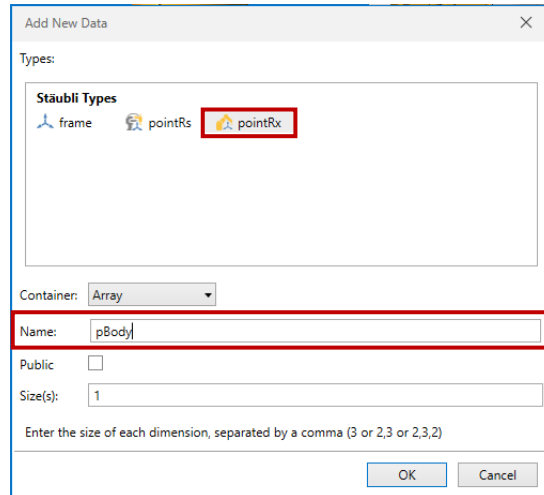 Add New Data
Types:
Stäubli Types
frame pointRs pointRx
Container: Array
Name: pBody
Public
Size(s): 1
Enter the size of each dimension, separated by a comma (3 or 2,3 or 2,3,2)
OK Cancel